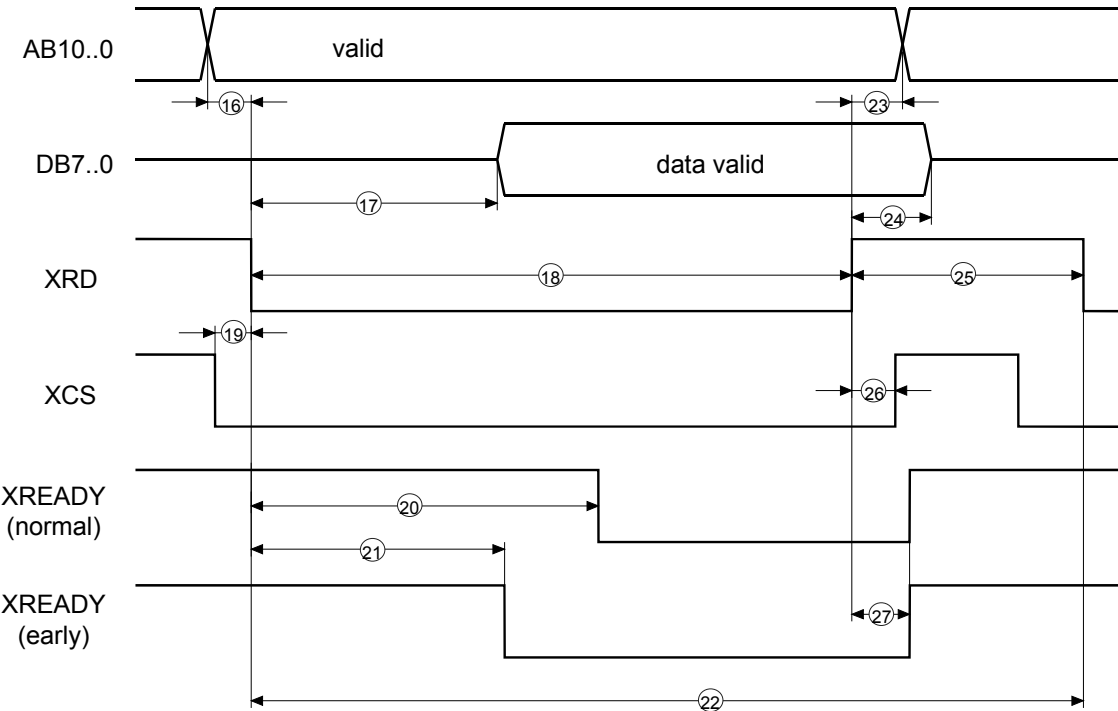 AB10..0
valid
16
23
DB7..0
data valid
17
24
XRD
18
25
19
XCS
26
XREADY
(normal)
20
21
XREADY
(early)
27
22